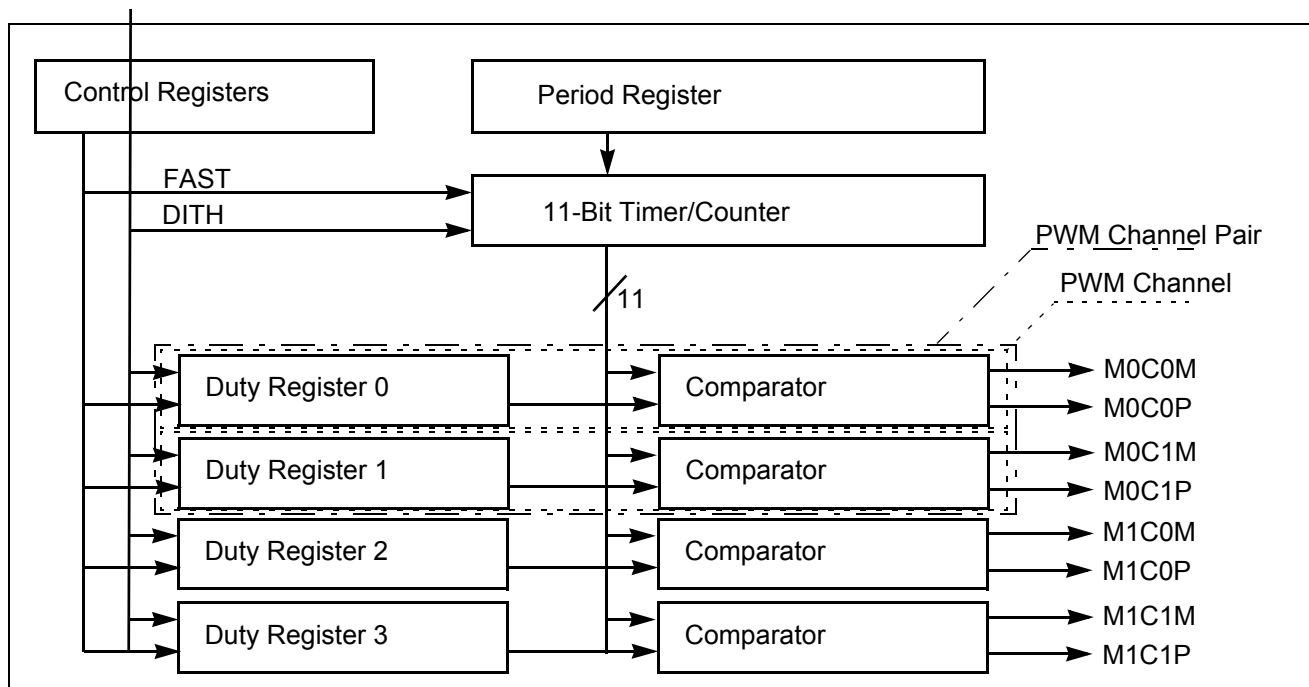 Control Registers
Period Register
FAST
DITH
11-Bit Timer/Counter
PWM Channel Pair
PWM Channel
11
Duty Register 0
Comparator
M0C0M
M0C0P
Duty Register 1
Comparator
M0C1M
M0C1P
Duty Register 2
Comparator
M1C0M
M1C0P
Duty Register 3
Comparator
M1C1M
M1C1P